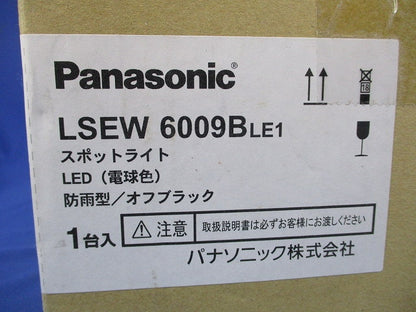 Panasonic®
18
LSEW 6009BLE1
スポットライト
LED（電球色）
防雨型／オフブラック
1台入
⚠注意 取扱説明書は必ずお客様にお渡しください
パナソニック株式会社